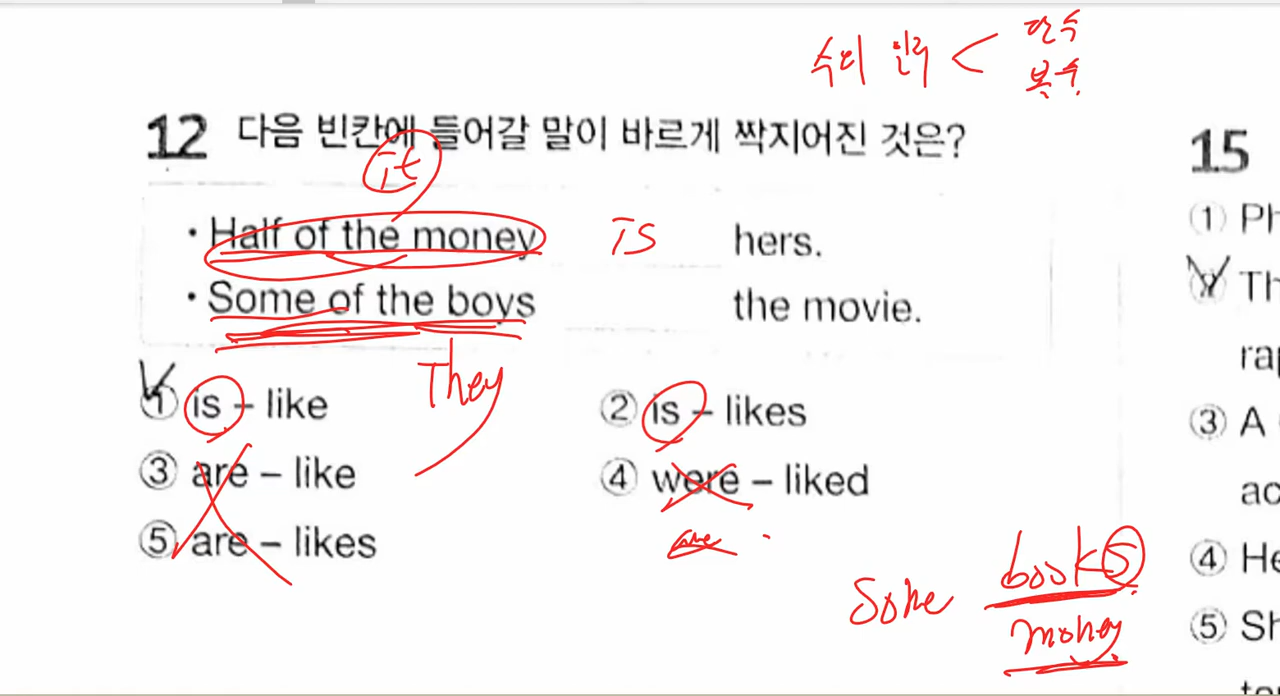 수의 일치 < 단수
복수
12 다음 빈칸에 들어갈 말이 바르게 짝지어진 것은?
it
• Half of the money is hers.
• Some of the boys the movie.
They
① is – like ② is – likes
③ are – like ④ were – liked
are
⑤ are – likes
Some books
money
15
① Ph
Th
rap
③ A
ac
④ He
⑤ Sh